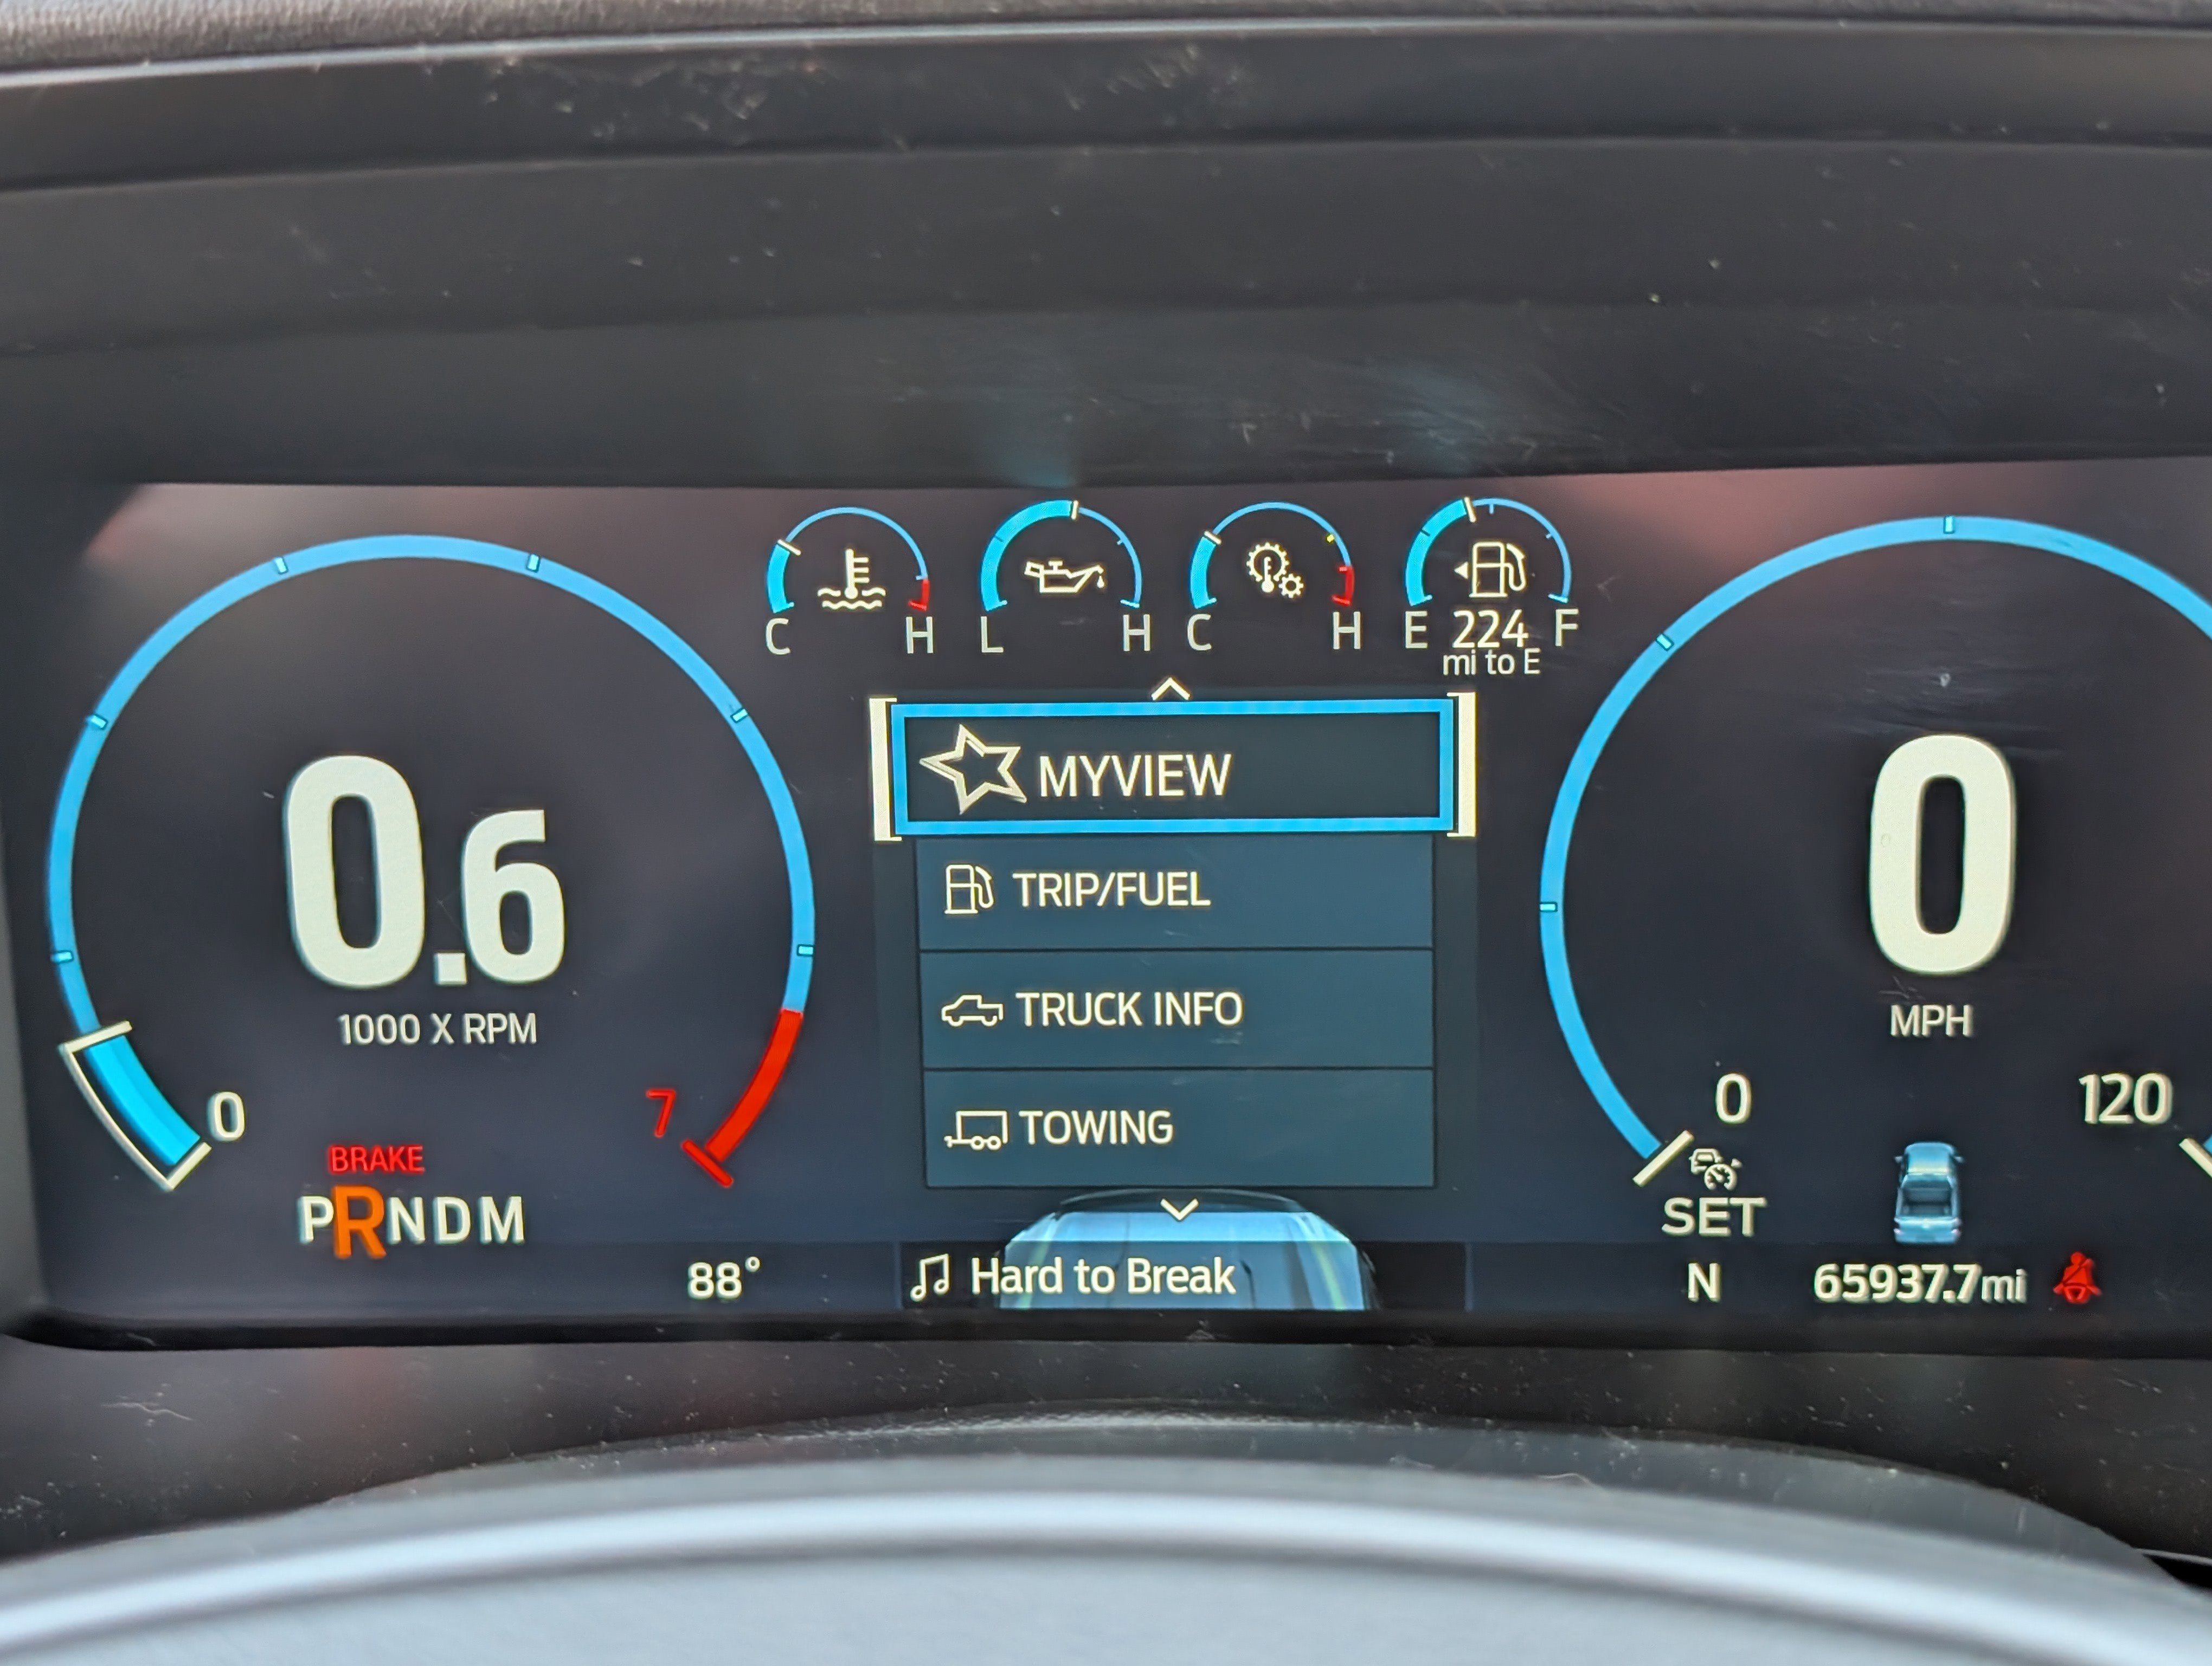 C H L H C H E 224 F
mi to E
MYVIEW
TRIP/FUEL
TRUCK INFO
TOWING
0.6
1000 X RPM
0 7
BRAKE
PRNDM
88°
Hard to Break
0
MPH
0 120
SET
N
65937.7mi